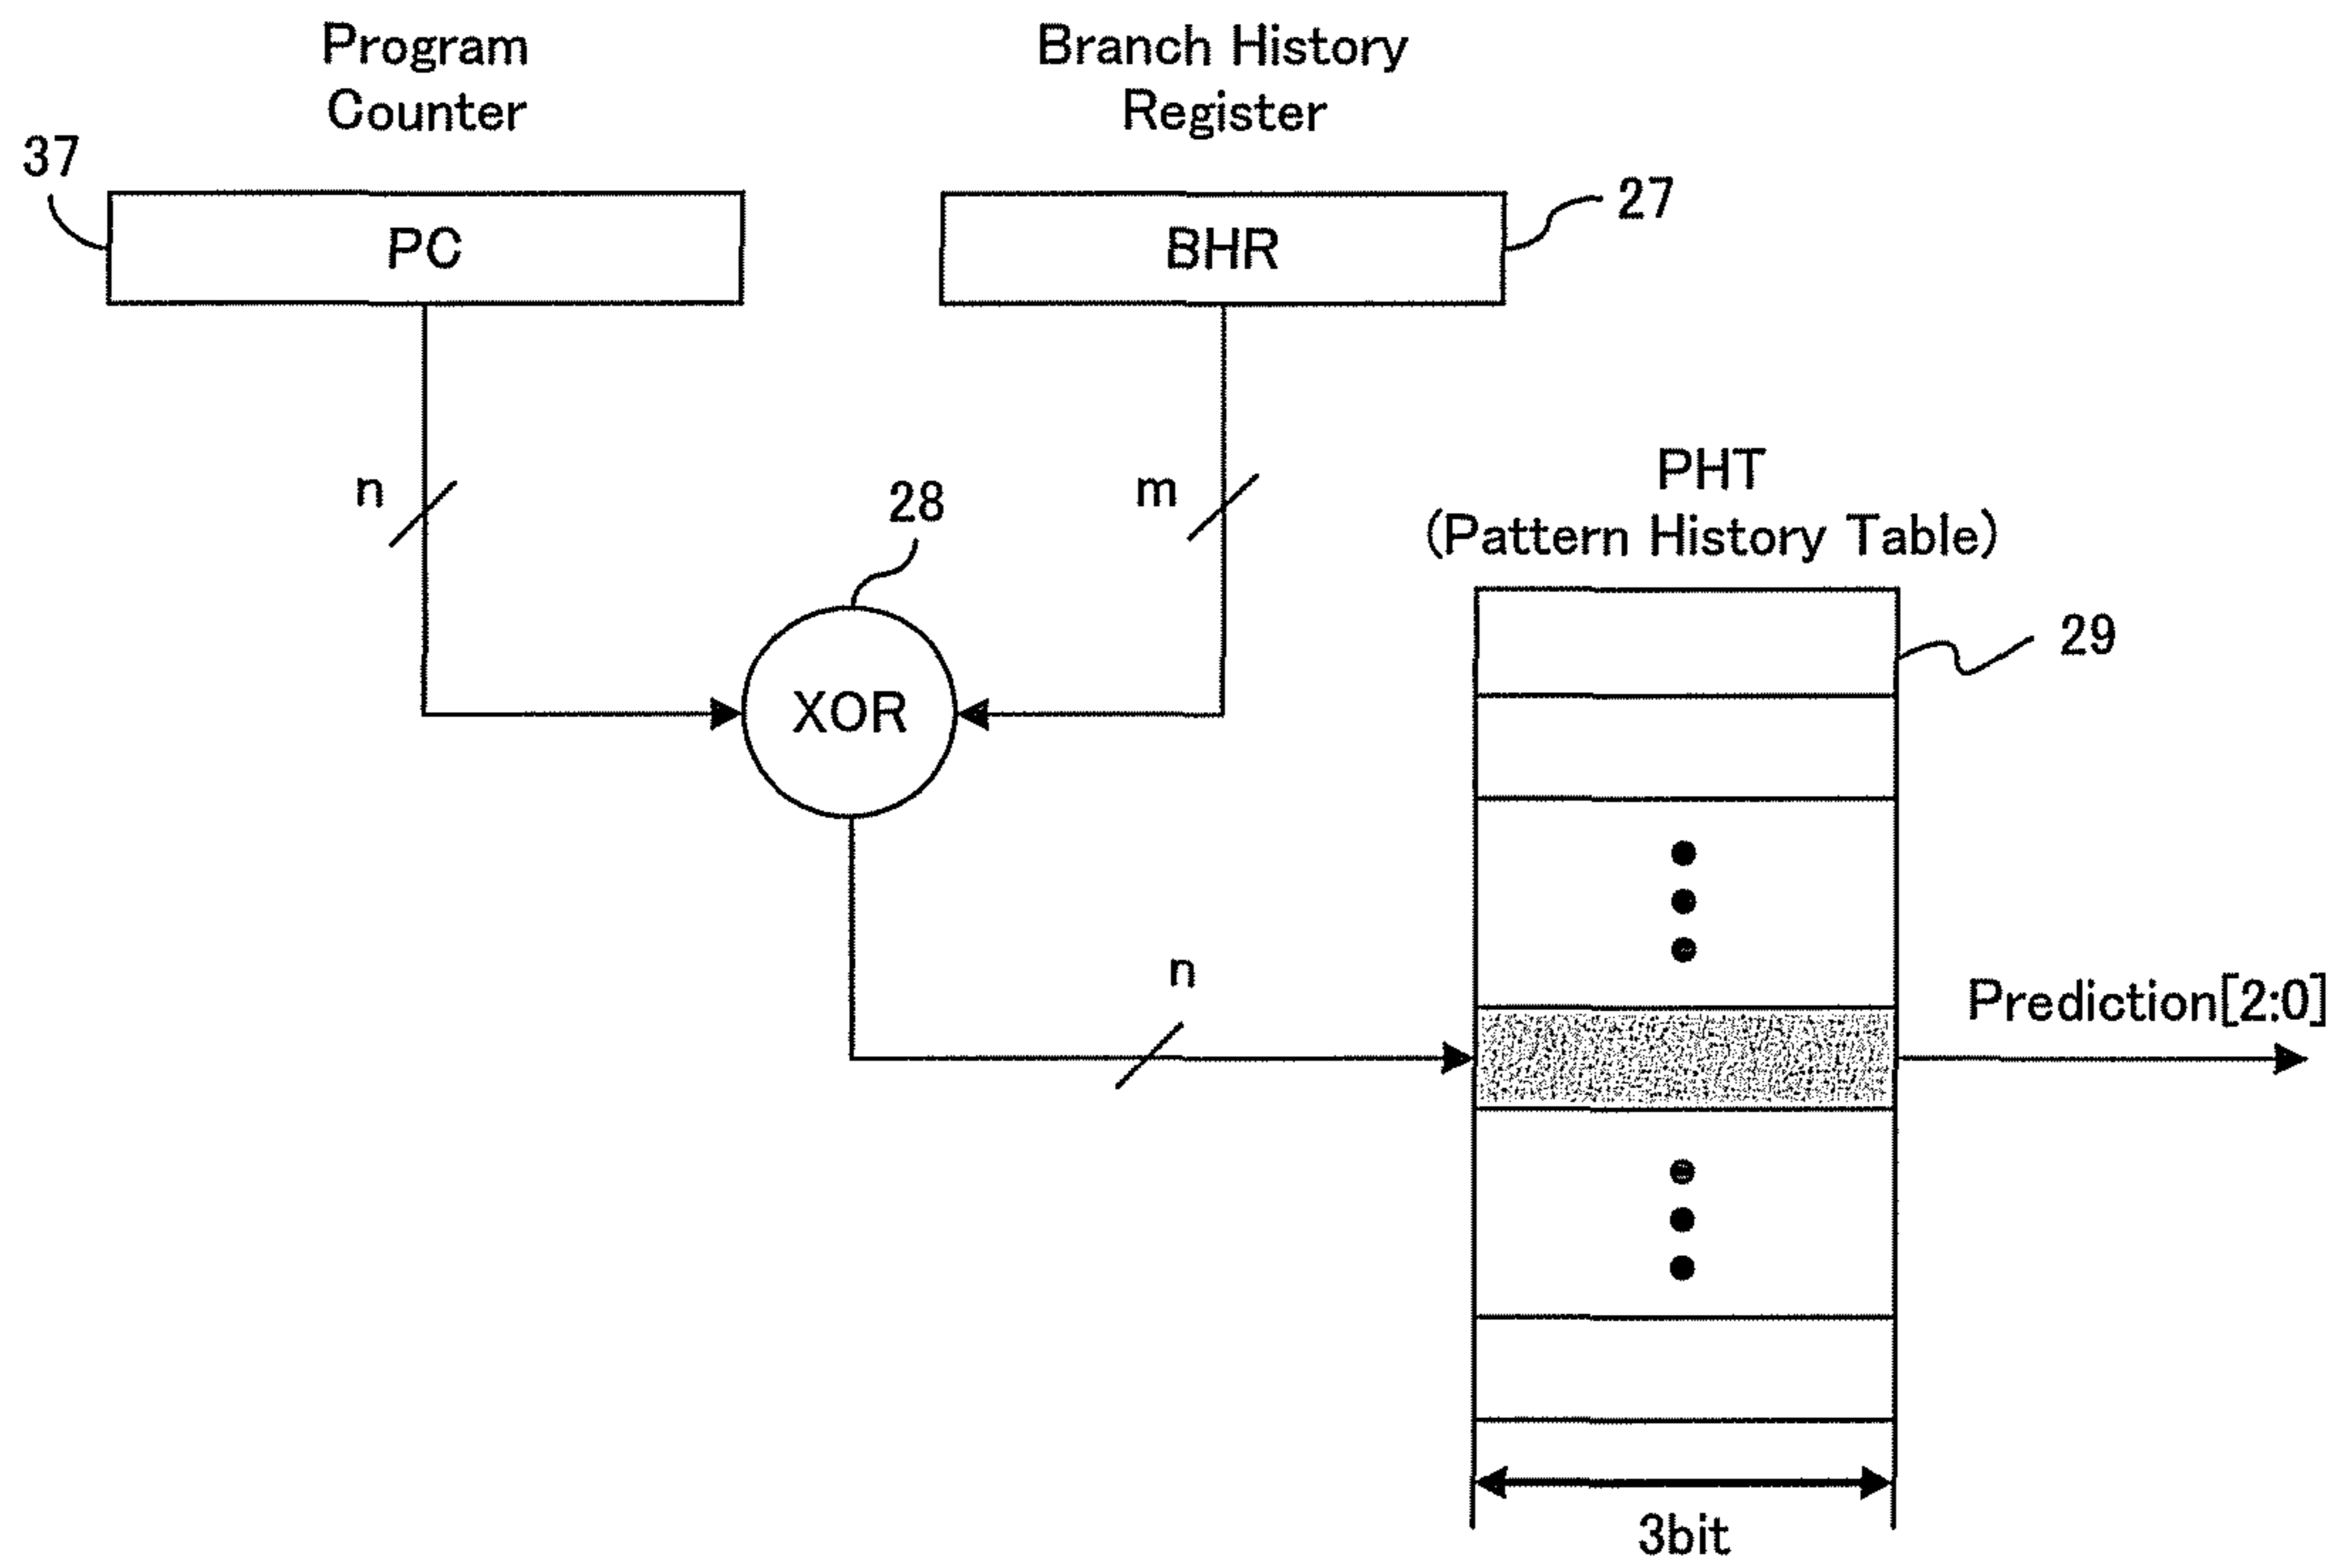 Program
Counter
Branch History
Register
37
PC
BHR
27
n
m
28
XOR
PHT
(Pattern History Table)
29
n
Prediction[2:0]
3bit